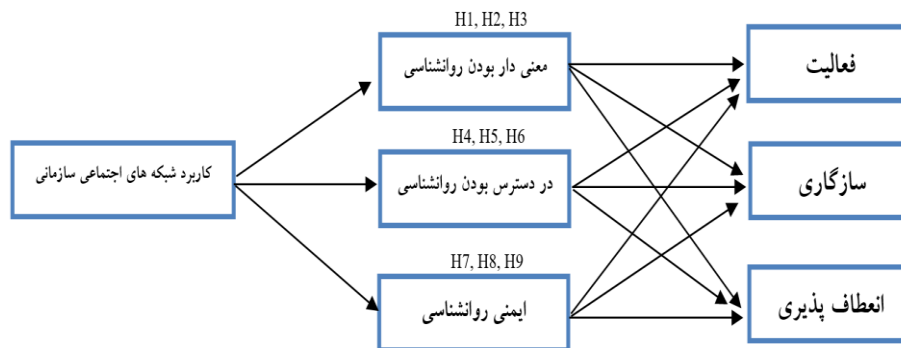 H1, H2, H3
معنی دار بودن روانشناسی
فعالیت
H4, H5, H6
کاربرد شبکه های اجتماعی سازمانی
در دسترس بودن روانشناسی
سازگاری
H7, H8, H9
ایمنی روانشناسی
انعطاف پذیری